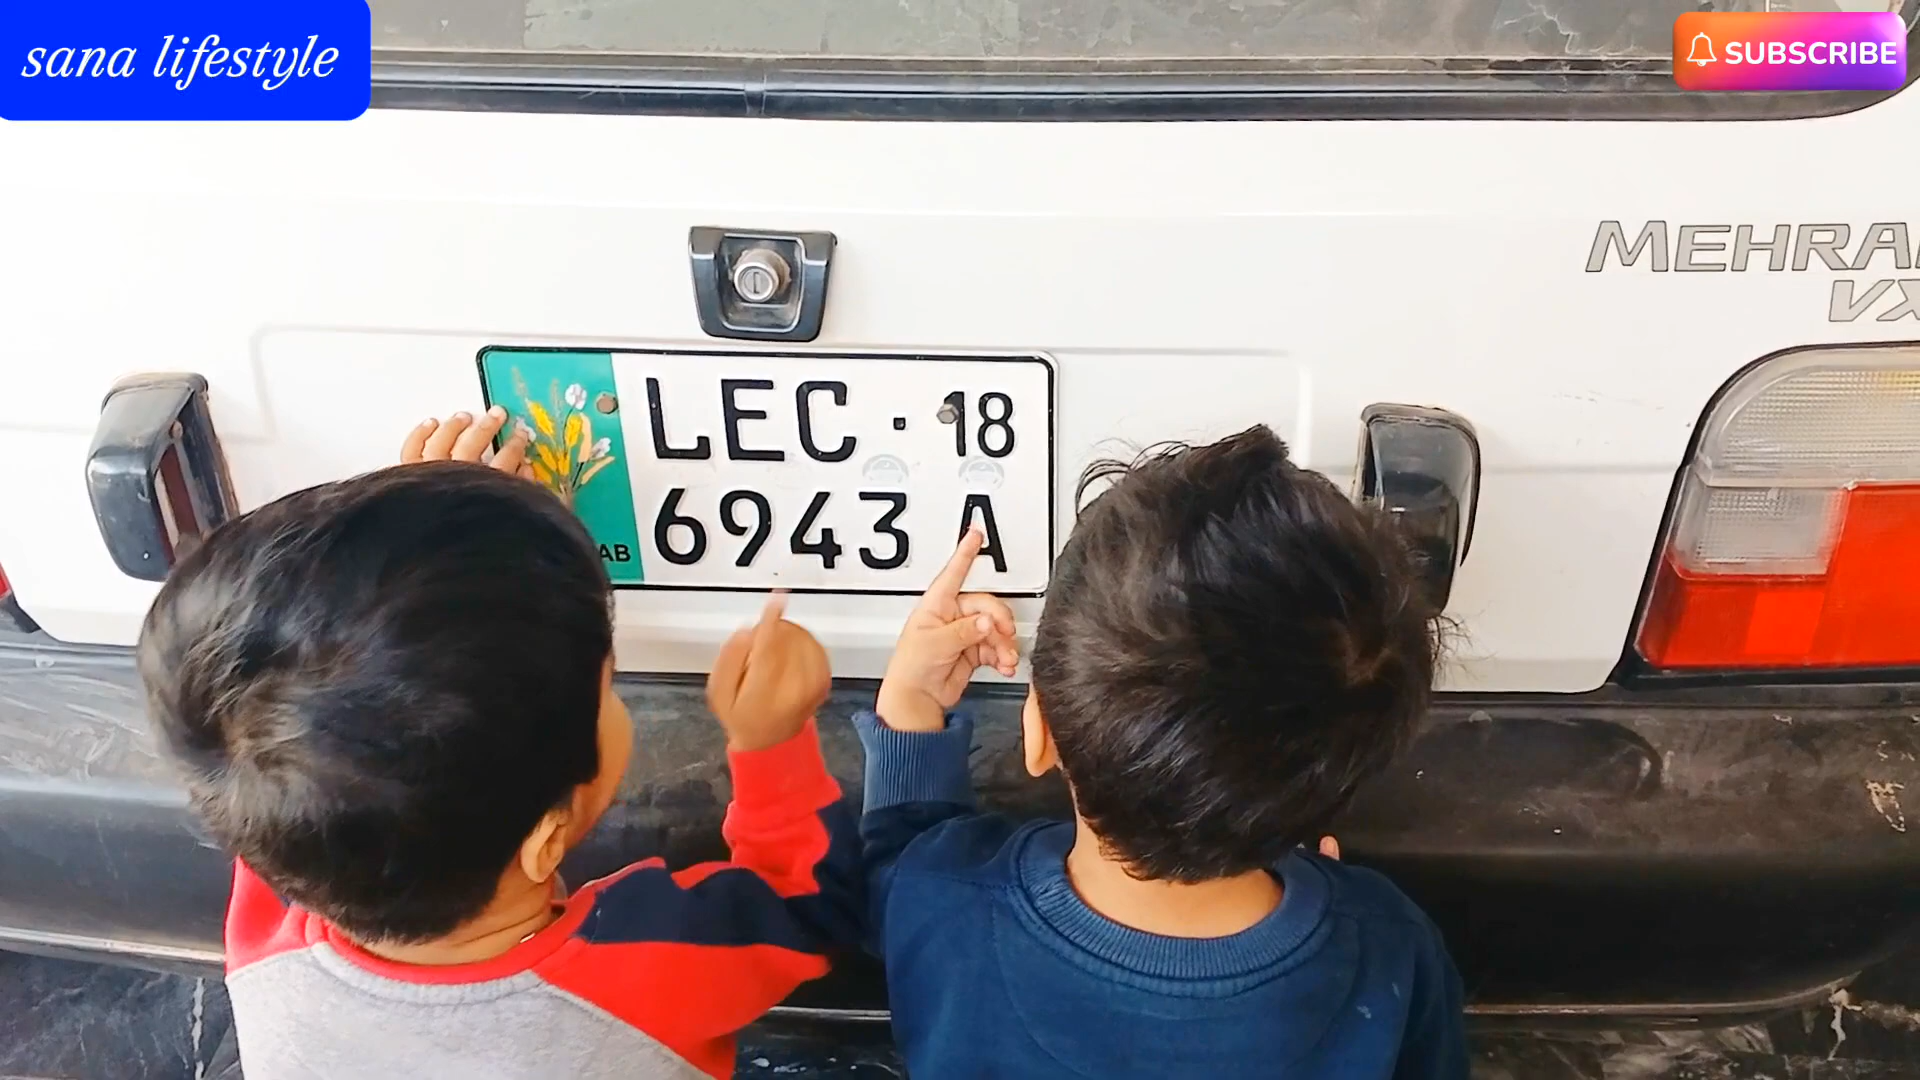 sana lifestyle
SUBSCRIBE
MEHRA
VX
LEC · 18
6943 A
AB